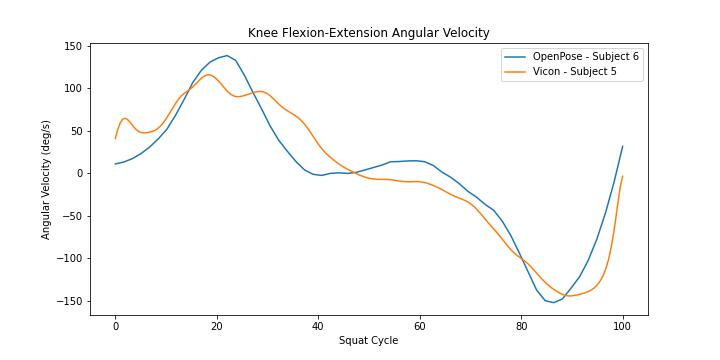 Knee Flexion-Extension Angular Velocity
OpenPose - Subject 6
Vicon - Subject 5
Angular Velocity (deg/s)
150
100
50
0
−50
−100
−150
0 20 40 60 80 100
Squat Cycle